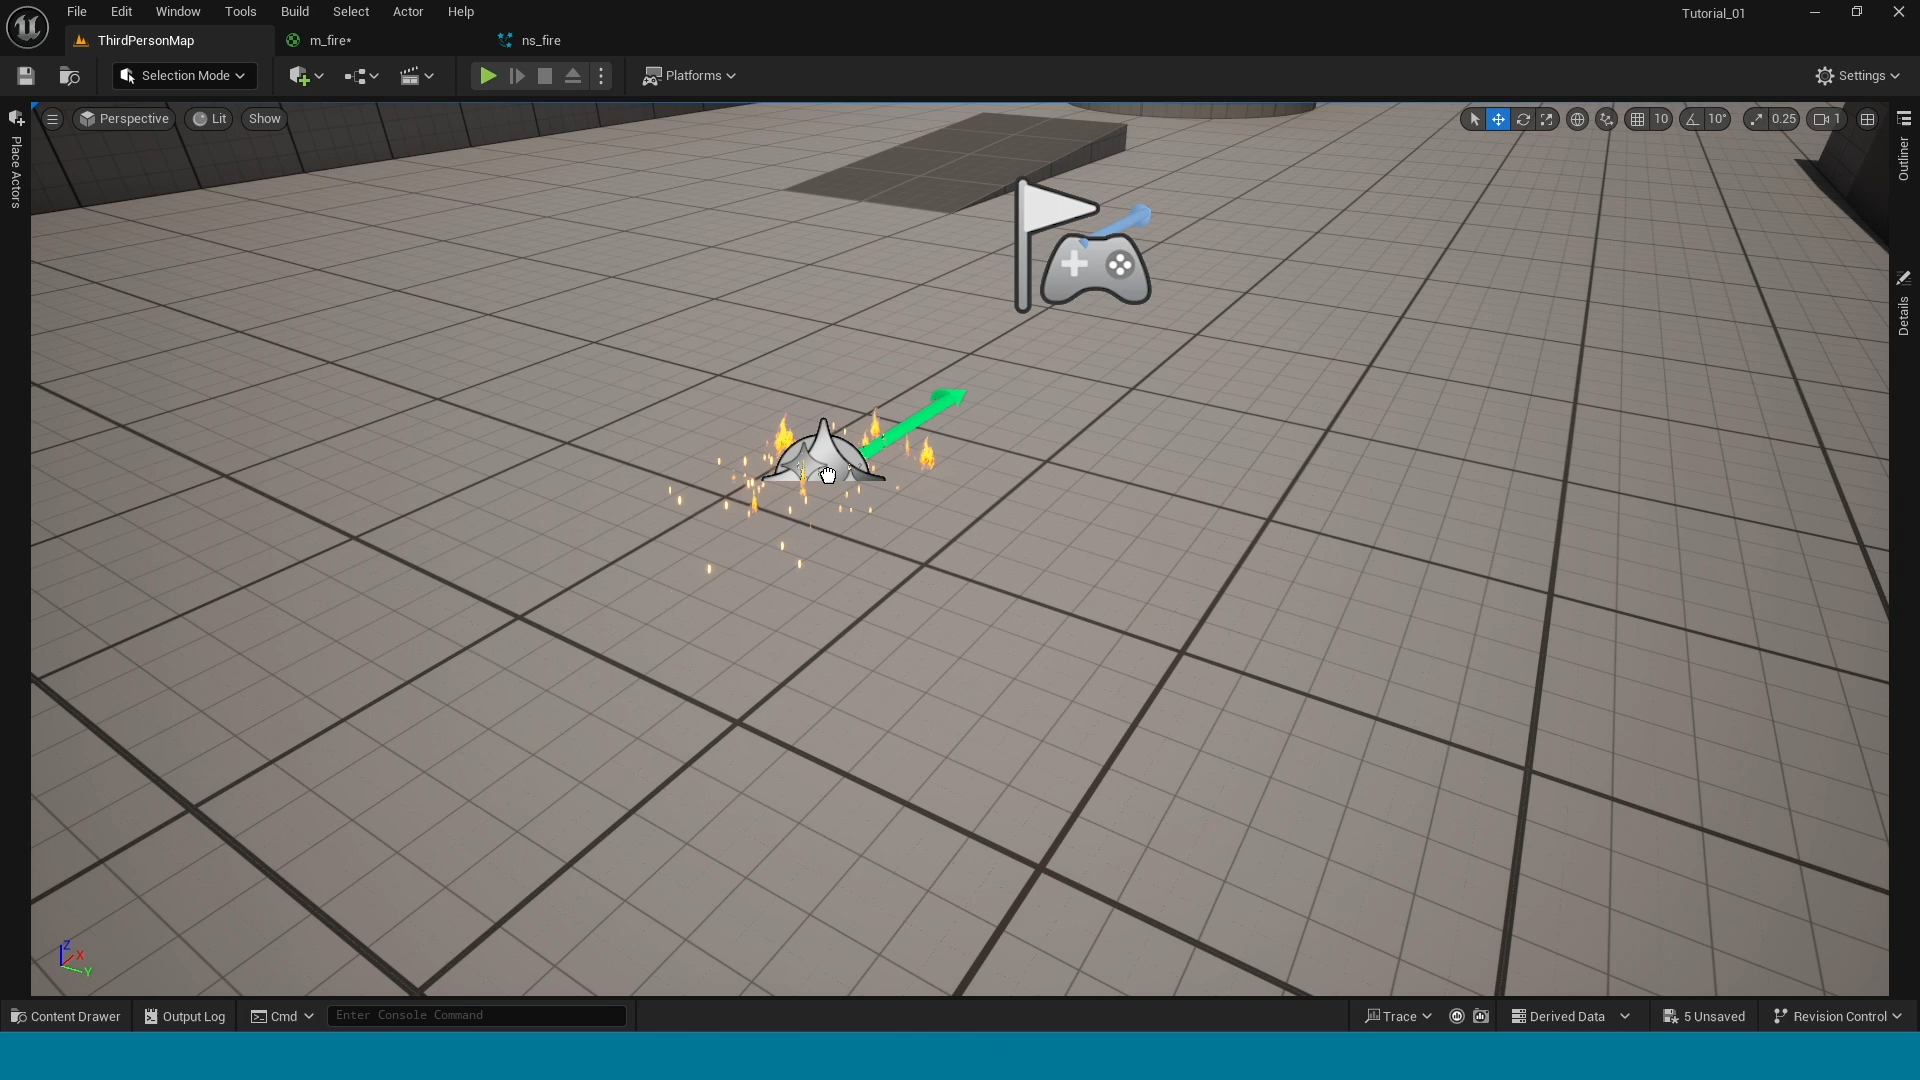 File Edit Window Tools Build Select Actor Help
Tutorial_01
ThirdPersonMap
m_fire*
ns_fire
Selection Mode
Platforms
Settings
Perspective
Lit
Show
10
10°
0.25
1
Place Actors
Outliner
Details
Z
X
Y
Content Drawer
Output Log
Cmd
Enter Console Command
Trace
Derived Data
5 Unsaved
Revision Control